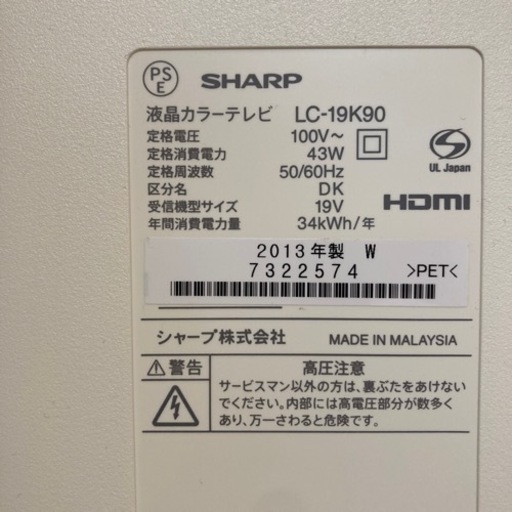 PS
E
SHARP
液晶カラーテレビ LC-19K90
定格電圧 100V～
定格消費電力 43W
定格周波数 50/60Hz
区分名 DK
受信機型サイズ 19V
年間消費電力量 34kWh/年
UL Japan
HDMI
2013年製 W
7322574
>PET<
シャープ株式会社 MADE IN MALAYSIA
警告
高圧注意
サービスマン以外の方は、裏ぶたをあけない
でください。内部には高電圧部分が数多く
あり、万一さわると危険です。